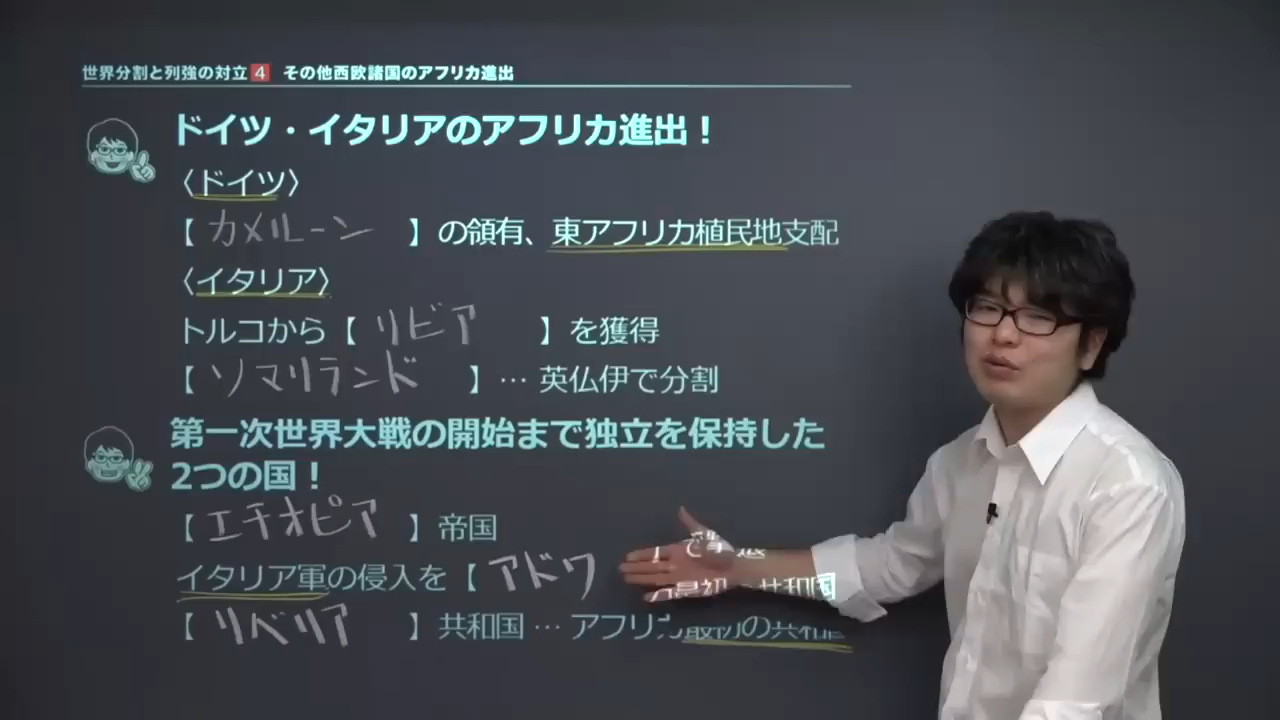 世界分割と列強の対立 4 その他西欧諸国のアフリカ進出
ドイツ・イタリアのアフリカ進出！
〈ドイツ〉
【 カメルーン 】の領有、東アフリカ植民地支配
〈イタリア〉
トルコから【 リビア 】を獲得
【 ソマリランド 】… 英仏伊で分割
第一次世界大戦の開始まで独立を保持した
2つの国！
【 エチオピア 】帝国
イタリア軍の侵入を【 アドワ
【 リベリア 】共和国 … アフリカ最初の共和国